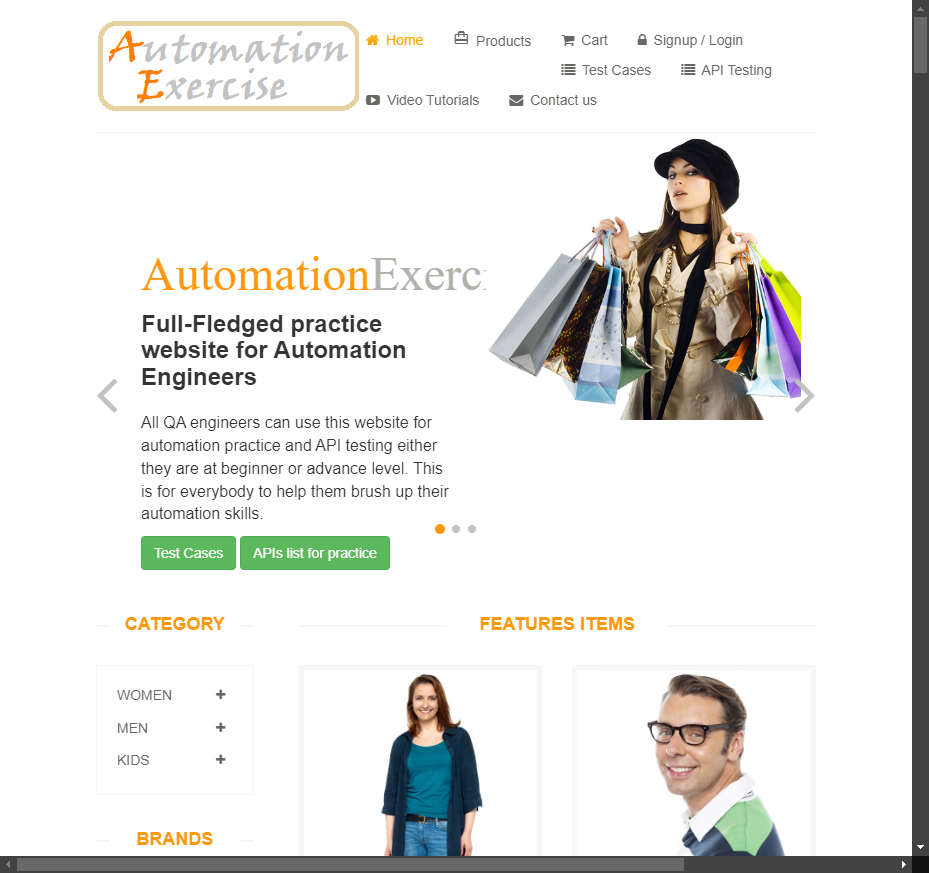 Automation
Exercise
Home
Products
Cart
Signup / Login
Test Cases
API Testing
Video Tutorials
Contact us
AutomationExerc
Full-Fledged practice
website for Automation
Engineers
All QA engineers can use this website for
automation practice and API testing either
they are at beginner or advance level. This
is for everybody to help them brush up their
automation skills.
Test Cases
APIs list for practice
CATEGORY
WOMEN
MEN
KIDS
BRANDS
FEATURES ITEMS